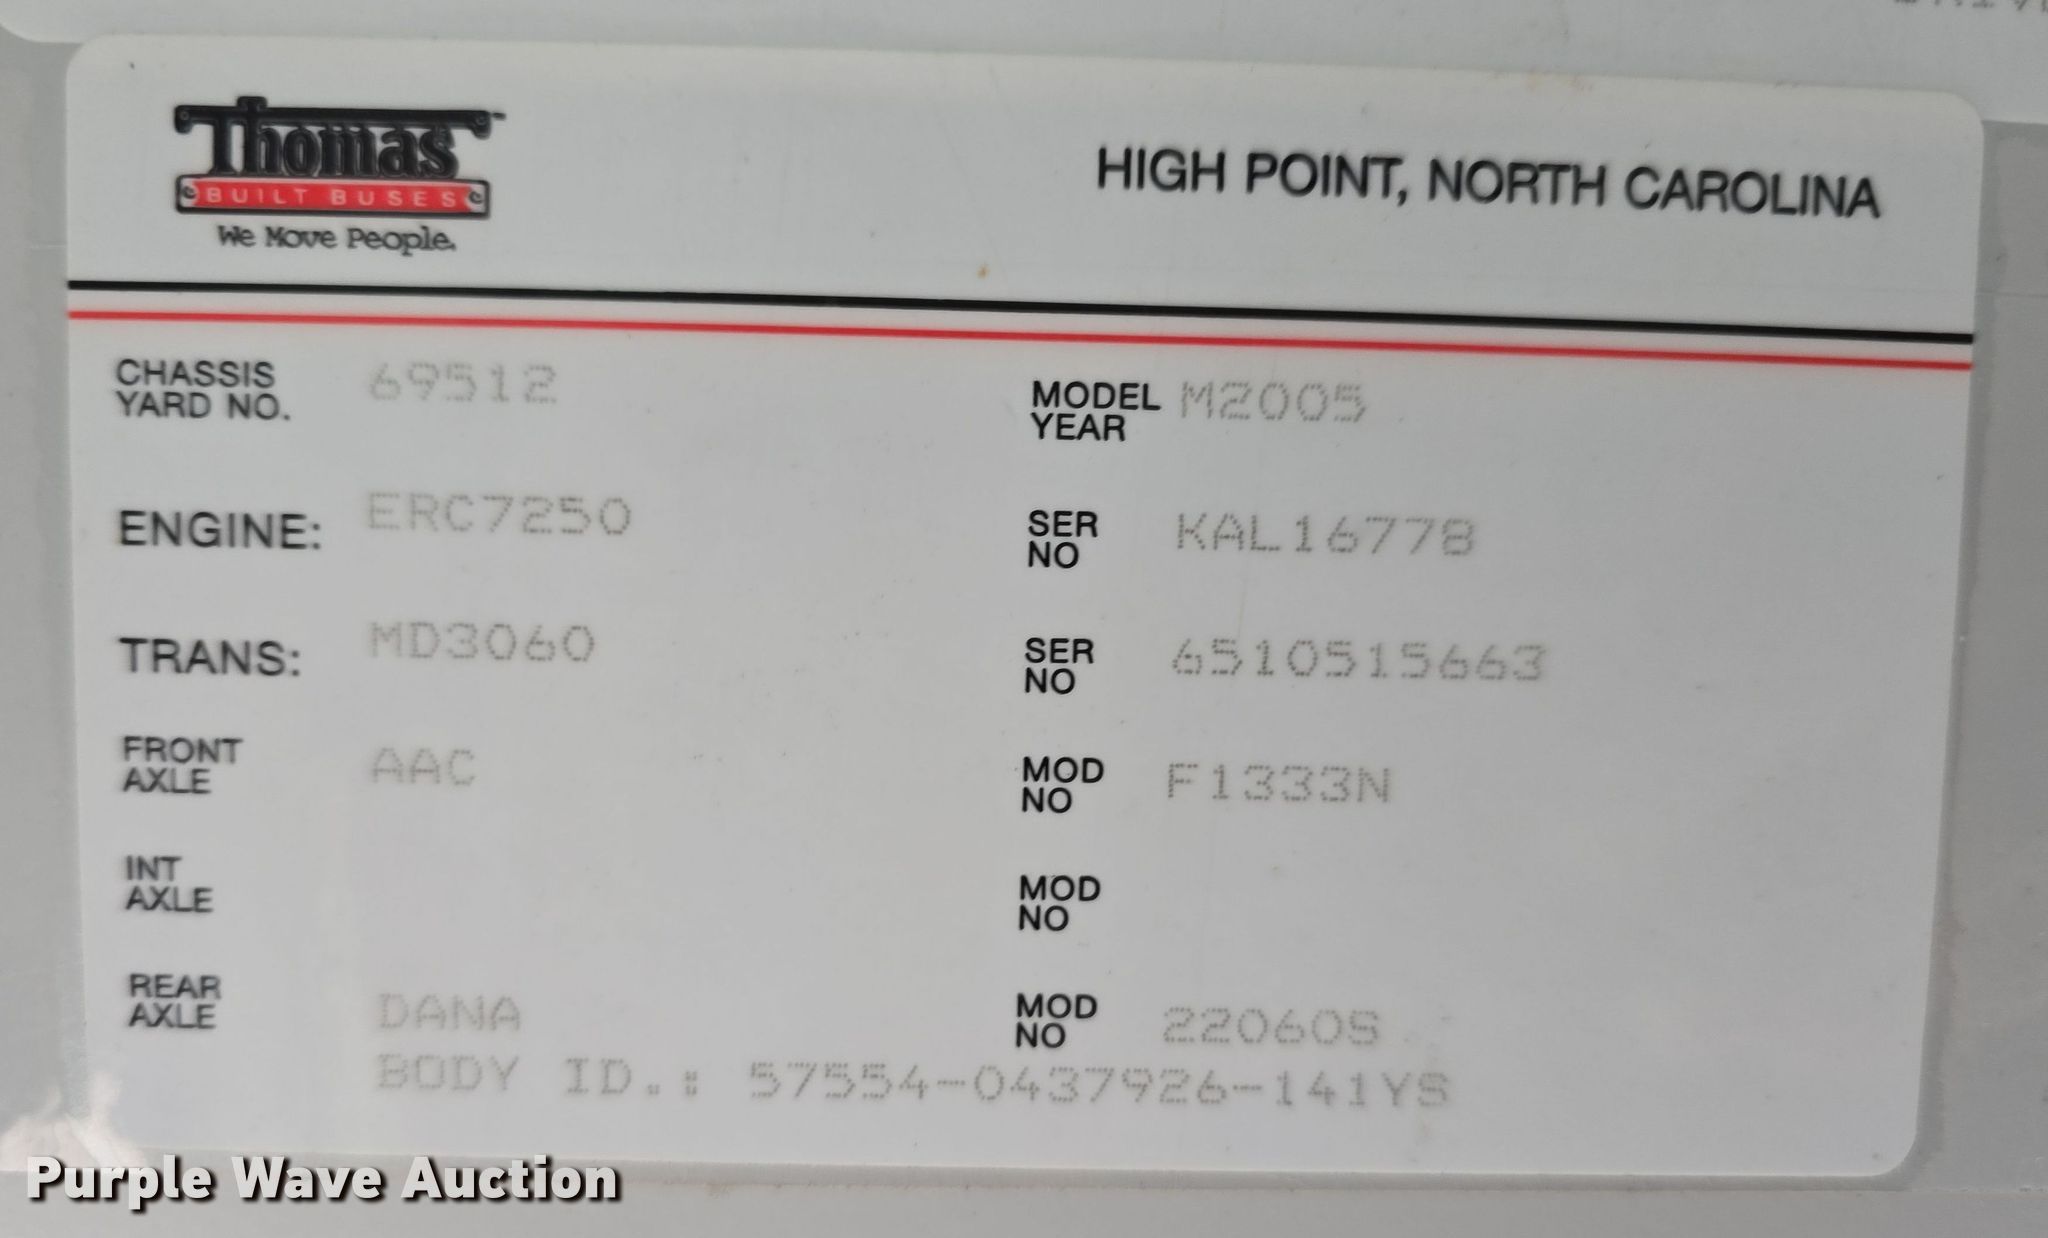 Thomas™
BUILT BUSES
We Move People.
HIGH POINT, NORTH CAROLINA
CHASSIS YARD NO. 69512
MODEL YEAR M2005
ENGINE: ERC7250
SER NO KAL16778
TRANS: MD3060
SER NO 6510515663
FRONT AXLE AAC
MOD NO F1333N
INT AXLE
MOD NO
REAR AXLE DANA
MOD NO 22060S
BODY ID.: 57554-0437926-141YS
Purple Wave Auction